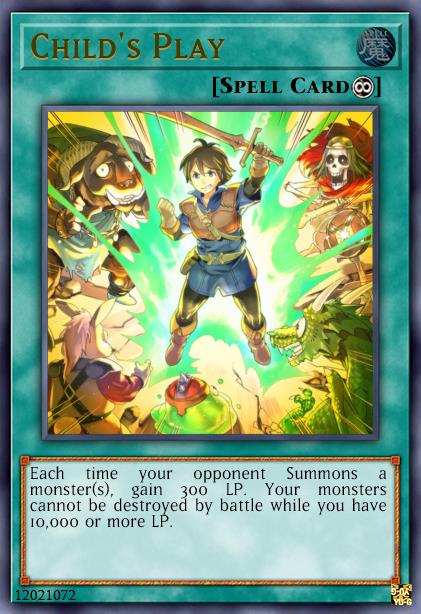 Child's Play
魔
[Spell Card]
Each time your opponent Summons a
monster(s), gain 300 LP. Your monsters
cannot be destroyed by battle while you have
10,000 or more LP.
12021072